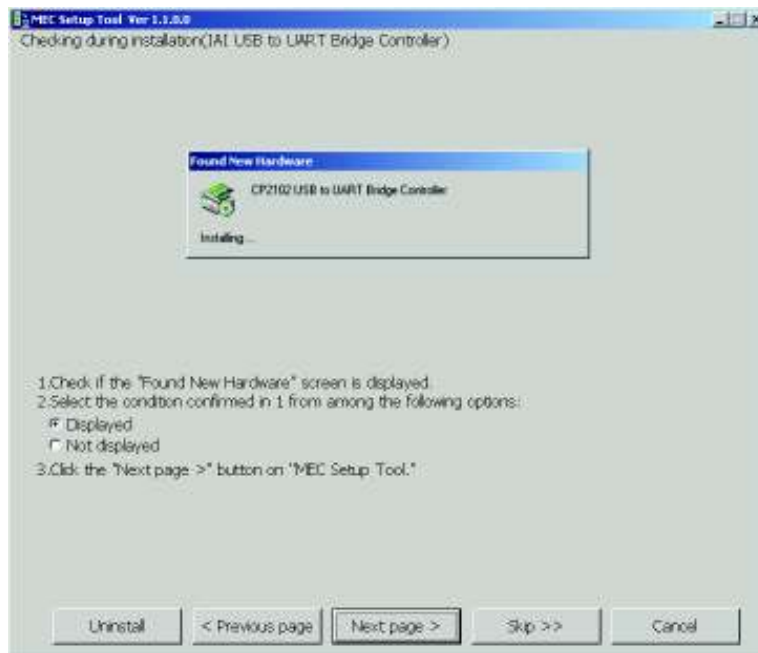 MEC Setup Tool Ver 1.1.0.0
Checking during installation(IAI USB to UART Bridge Controller)
Found New Hardware
CP2102 USB to UART Bridge Controller
Installing...
1.Check if the "Found New Hardware" screen is displayed.
2.Select the condition confirmed in 1 from among the following options:
Displayed
Not displayed
3.Click the "Next page >" button on "MEC Setup Tool."
Uninstall
< Previous page
Next page >
Skip >>
Cancel